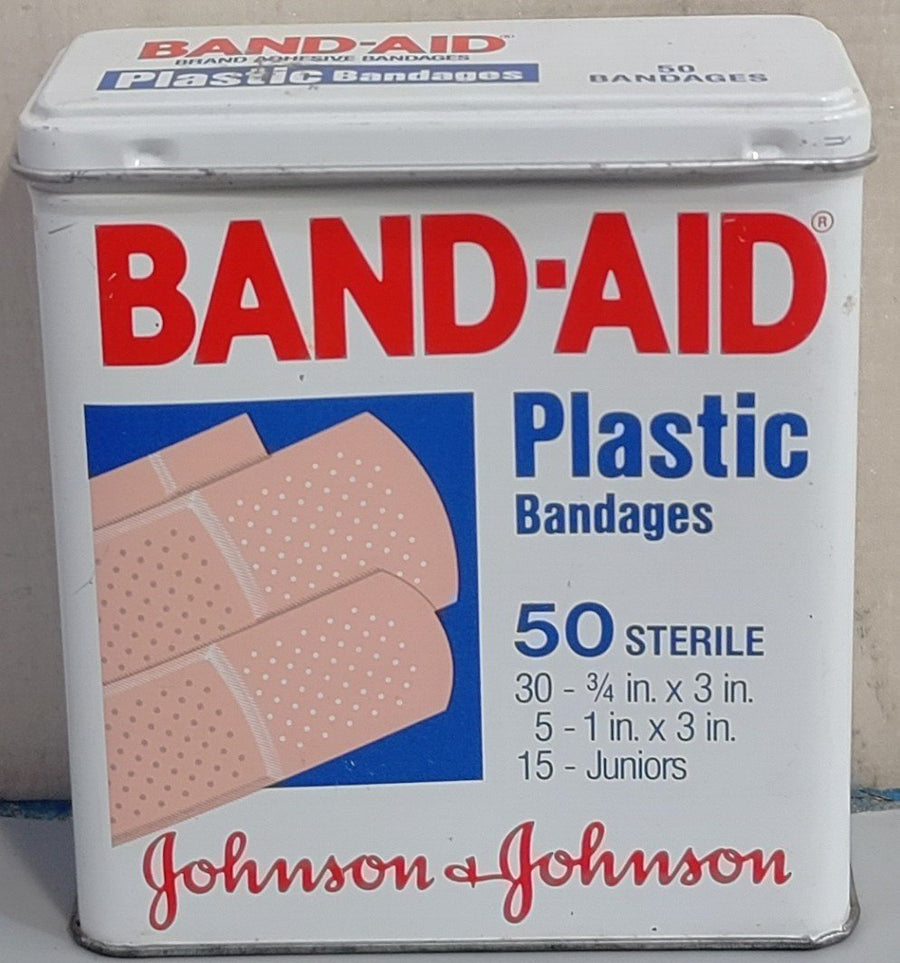 BAND-AID™
BRAND ADHESIVE BANDAGES
Plastic Bandages
50
BANDAGES
BAND-AID®
Plastic
Bandages
50 STERILE
30 - ¾ in. x 3 in.
5 - 1 in. x 3 in.
15 - Juniors
Johnson & Johnson